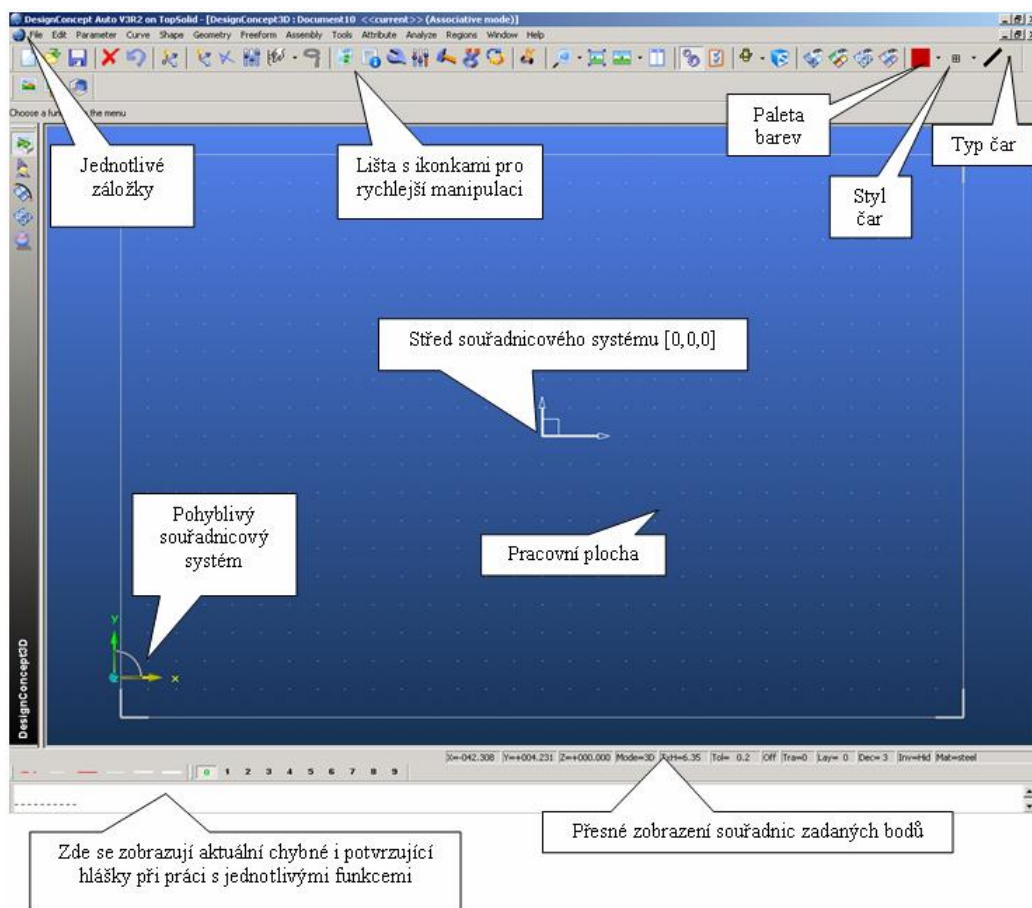 DesignConcept Auto V3R2 on TopSolid - [DesignConcept3D : Document10 <<current>> (Associative mode)]
File Edit Parameter Curve Shape Geometry Freeform Assembly Tools Attribute Analyze Regions Window Help
Choose a fun the menu
Jednotlivé
záložky
Lišta s ikonkami pro
rychlejší manipulaci
Paleta
barev
Typ čar
Styl
čar
Střed souřadnicového systému [0,0,0]
Pohyblivý
souřadnicový
systém
Pracovní plocha
y
x
DesignConcept3D
X=-042.308 Y=+004.231 Z=+000.000 Mode=3D TxH=6.35 Tol= 0.2 Off Tra=0 Lay= 0 Dec= 3 Inv=Hid Mat=steel
0 1 2 3 4 5 6 7 8 9
Přesné zobrazení souřadnic zadaných bodů
Zde se zobrazují aktuální chybné i potvrzující
hlášky při práci s jednotlivými funkcemi